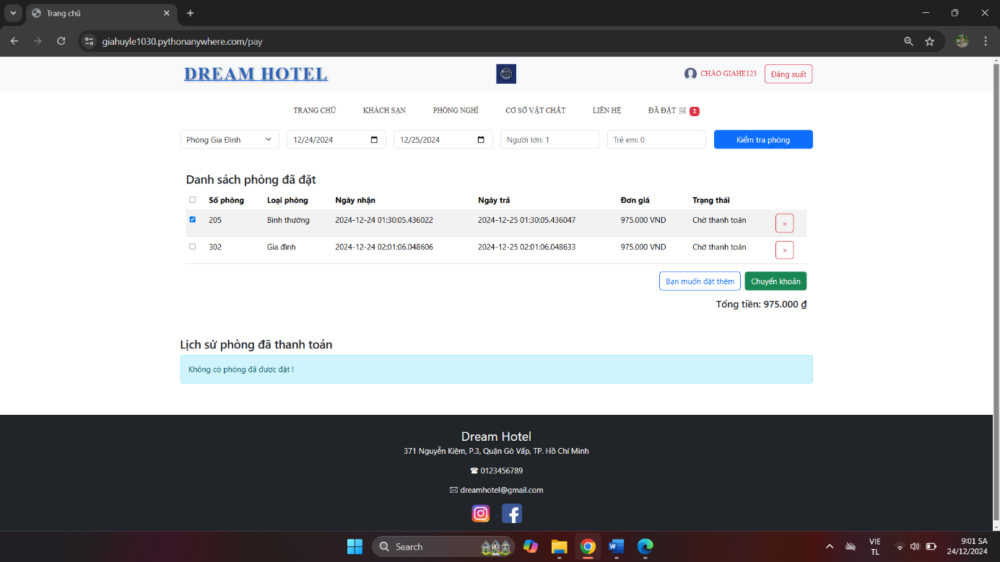 Trang chủ
giahuyle1030.pythonanywhere.com/pay
DREAM HOTEL
CHÀO GIAHE123
Đăng xuất
TRANG CHỦ KHÁCH SẠN PHÒNG NGHỈ CƠ SỞ VẬT CHẤT LIÊN HỆ ĐÃ ĐẶT 🛒 2
Phòng Gia Đình 12/24/2024 12/25/2024 Người lớn: 1 Trẻ em: 0 Kiểm tra phòng
Danh sách phòng đã đặt
Số phòng Loại phòng Ngày nhận Ngày trả Đơn giá Trạng thái
205 Bình thường 2024-12-24 01:30:05.436022 2024-12-25 01:30:05.436047 975.000 VND Chờ thanh toán ×
302 Gia đình 2024-12-24 02:01:06.048606 2024-12-25 02:01:06.048633 975.000 VND Chờ thanh toán ×
Bạn muốn đặt thêm Chuyển khoản
Tổng tiền: 975.000 ₫
Lịch sử phòng đã thanh toán
Không có phòng đã được đặt !
Dream Hotel
371 Nguyễn Kiệm, P.3, Quận Gò Vấp, TP. Hồ Chí Minh
☎ 0123456789
✉ dreamhotel@gmail.com
Search
VIE
TL
9:01 SA
24/12/2024